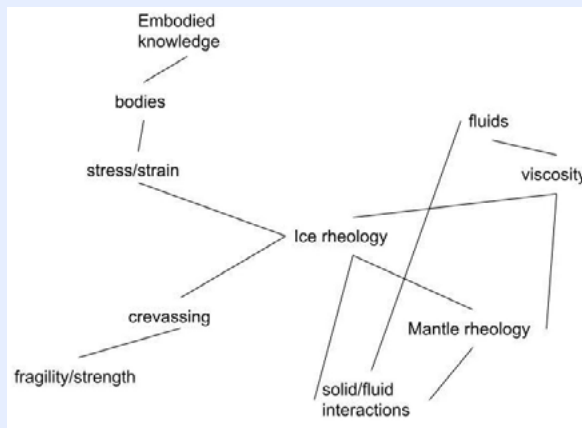 Embodied
knowledge
bodies
fluids
stress/strain
viscosity
Ice rheology
crevassing
Mantle rheology
fragility/strength
solid/fluid
interactions